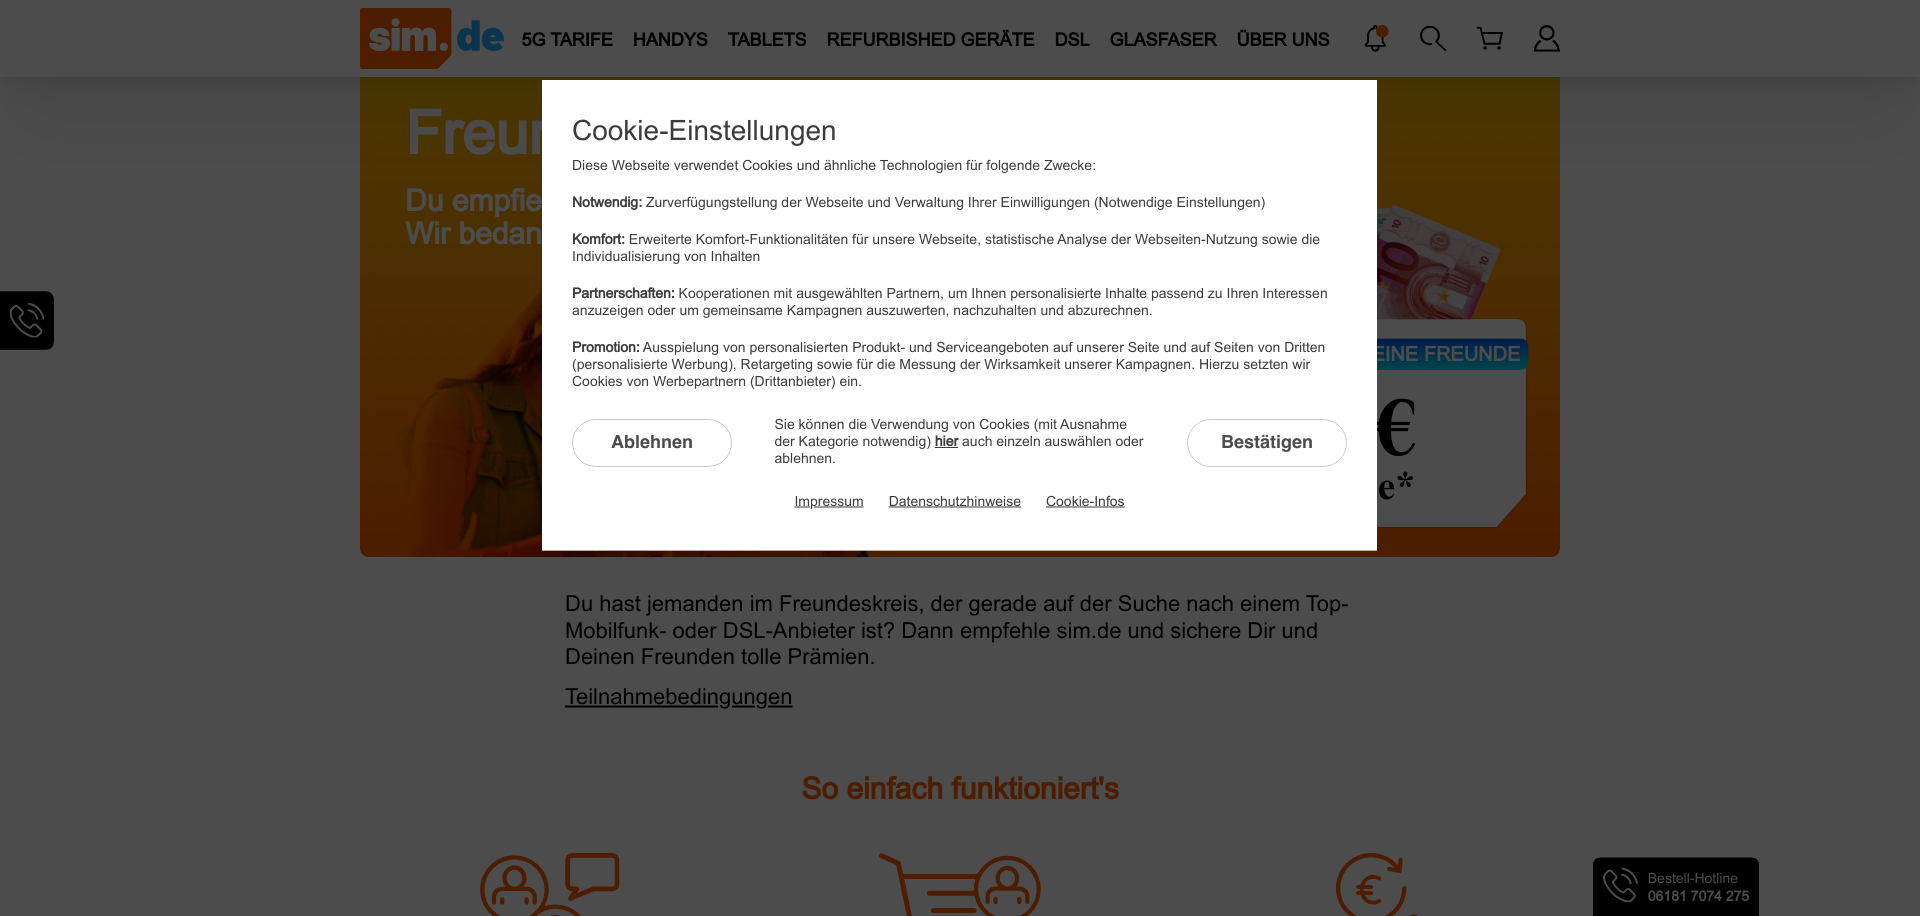 sim.de
5G TARIFE HANDYS TABLETS REFURBISHED GERÄTE DSL GLASFASER ÜBER UNS
Cookie-Einstellungen
Diese Webseite verwendet Cookies und ähnliche Technologien für folgende Zwecke:
Notwendig: Zurverfügungstellung der Webseite und Verwaltung Ihrer Einwilligungen (Notwendige Einstellungen)
Komfort: Erweiterte Komfort-Funktionalitäten für unsere Webseite, statistische Analyse der Webseiten-Nutzung sowie die
Individualisierung von Inhalten
Partnerschaften: Kooperationen mit ausgewählten Partnern, um Ihnen personalisierte Inhalte passend zu Ihren Interessen
anzuzeigen oder um gemeinsame Kampagnen auszuwerten, nachzuhalten und abzurechnen.
Promotion: Ausspielung von personalisierten Produkt- und Serviceangeboten auf unserer Seite und auf Seiten von Dritten
(personalisierte Werbung), Retargeting sowie für die Messung der Wirksamkeit unserer Kampagnen. Hierzu setzten wir
Cookies von Werbepartnern (Drittanbieter) ein.
Ablehnen
Sie können die Verwendung von Cookies (mit Ausnahme
der Kategorie notwendig) hier auch einzeln auswählen oder
ablehnen.
Bestätigen
Impressum Datenschutzhinweise Cookie-Infos
Du
Wir
10
10
FREUNDE
€
Du hast jemanden im Freundeskreis, der gerade auf der Suche nach einem Top-
Mobilfunk- oder DSL-Anbieter ist? Dann empfehle sim.de und sichere Dir und
Deinen Freunden tolle Prämien.
Teilnahmebedingungen
So einfach funktioniert's
€
Bestell-Hotline
06181 7074 275